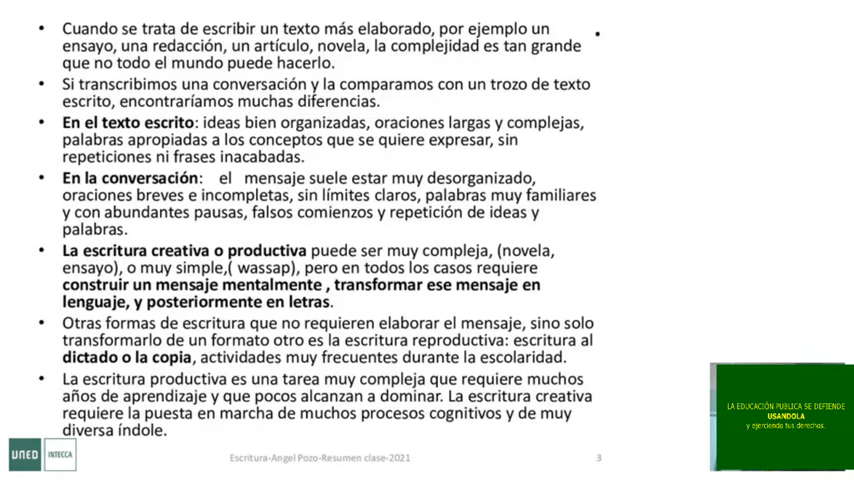 • Cuando se trata de escribir un texto más elaborado, por ejemplo un
ensayo, una redacción, un artículo, novela, la complejidad es tan grande
que no todo el mundo puede hacerlo.
• Si transcribimos una conversación y la comparamos con un trozo de texto
escrito, encontraríamos muchas diferencias.
• En el texto escrito: ideas bien organizadas, oraciones largas y complejas,
palabras apropiadas a los conceptos que se quiere expresar, sin
repeticiones ni frases inacabadas.
• En la conversación: el mensaje suele estar muy desorganizado,
oraciones breves e incompletas, sin límites claros, palabras muy familiares
y con abundantes pausas, falsos comienzos y repetición de ideas y
palabras.
• La escritura creativa o productiva puede ser muy compleja, (novela,
ensayo), o muy simple,( wassap), pero en todos los casos requiere
construir un mensaje mentalmente , transformar ese mensaje en
lenguaje, y posteriormente en letras.
• Otras formas de escritura que no requieren elaborar el mensaje, sino solo
transformarlo de un formato otro es la escritura reproductiva: escritura al
dictado o la copia, actividades muy frecuentes durante la escolaridad.
• La escritura productiva es una tarea muy compleja que requiere muchos
años de aprendizaje y que pocos alcanzan a dominar. La escritura creativa
requiere la puesta en marcha de muchos procesos cognitivos y de muy
diversa índole.
UNED INTECCA
Escritura-Angel Pozo-Resumen clase-2021
3
LA EDUCACIÓN PUBLICA SE DEFIENDE
USANDOLA
y ejerciendo tus derechos.